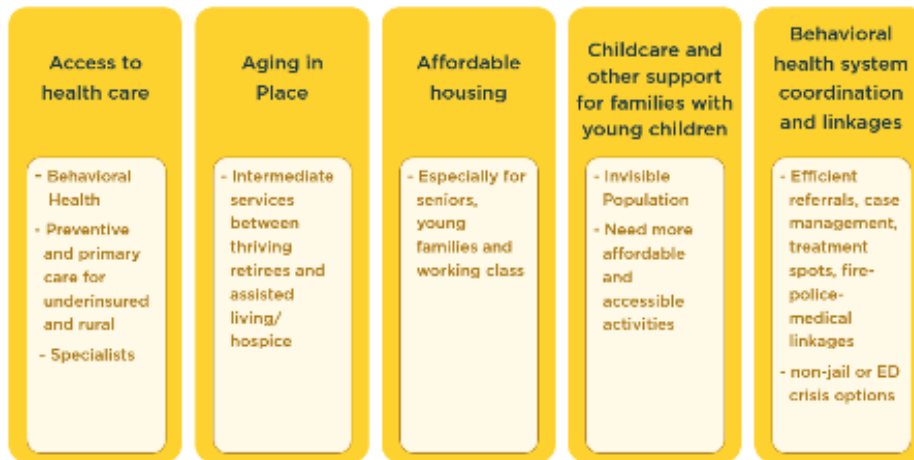 Access to
health care
- Behavioral
Health
- Preventive
and primary
care for
underinsured
and rural
- Specialists
Aging in
Place
- Intermediate
services
between
thriving
retirees and
assisted
living/
hospice
Affordable
housing
- Especially for
seniors,
young
families and
working class
Childcare and
other support
for families with
young children
- Invisible
Population
- Need more
affordable
and
accessible
activities
Behavioral
health system
coordination
and linkages
- Efficient
referrals, case
management,
treatment
spots, fire-
police-
medical
linkages
- non-jail or ED
crisis options